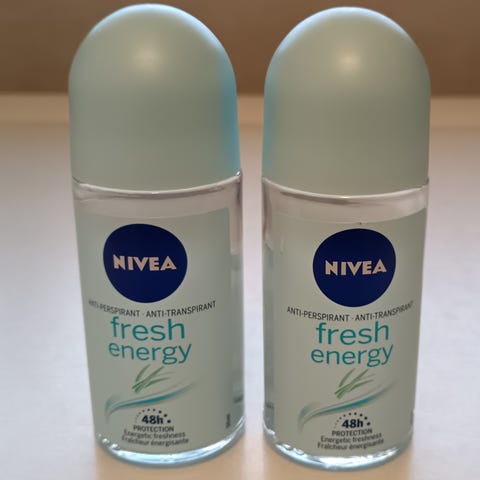 NIVEA
ANTI-PERSPIRANT · ANTI-TRANSPIRANT
fresh
energy
48h
PROTECTION
Energetic freshness
Fraîcheur énergisante
NIVEA
ANTI-PERSPIRANT · ANTI-TRANSPIRANT
fresh
energy
48h
PROTECTION
Energetic freshness
Fraîcheur énergisante